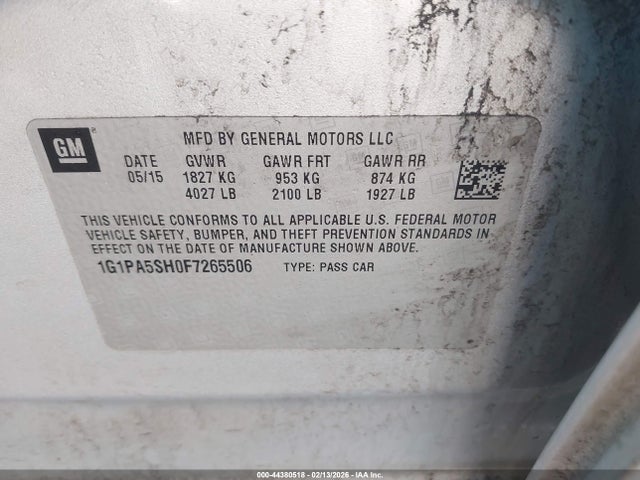 GM
MFD BY GENERAL MOTORS LLC
DATE GVWR GAWR FRT GAWR RR
05/15 1827 KG 953 KG 874 KG
4027 LB 2100 LB 1927 LB
THIS VEHICLE CONFORMS TO ALL APPLICABLE U.S. FEDERAL MOTOR
VEHICLE SAFETY, BUMPER, AND THEFT PREVENTION STANDARDS IN
EFFECT ON THE DATE OF MANUFACTURE SHOWN ABOVE.
1G1PA5SH0F7265506 TYPE: PASS CAR
000-44380518 - 02/13/2026 - IAA Inc.